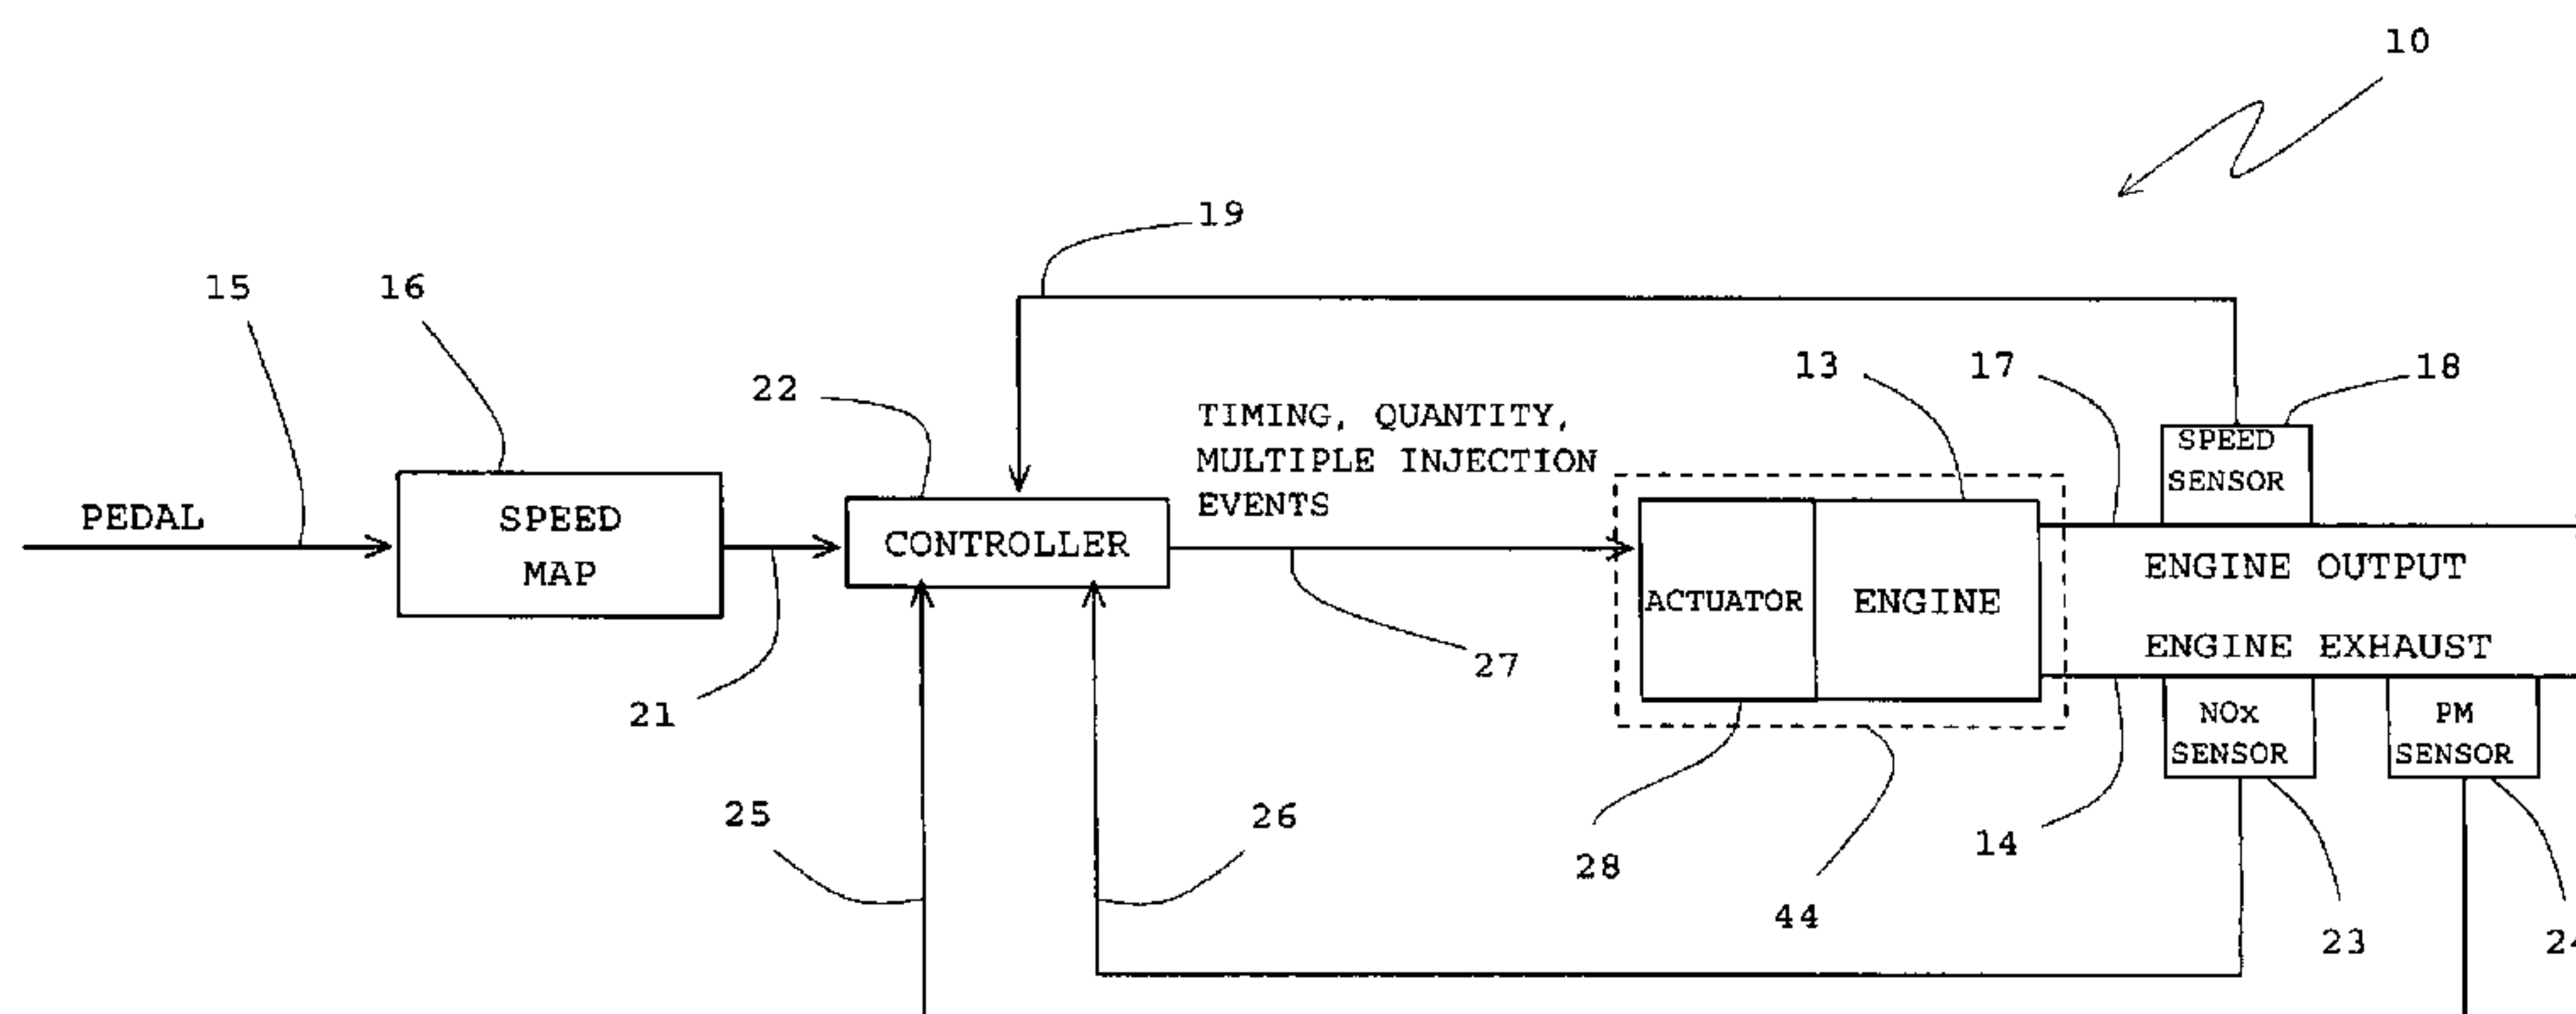 10
19
15
16
13
17
18
22
TIMING, QUANTITY,
MULTIPLE INJECTION
EVENTS
SPEED
SENSOR
PEDAL
SPEED
MAP
CONTROLLER
ACTUATOR
ENGINE
ENGINE OUTPUT
ENGINE EXHAUST
27
21
NOx
SENSOR
PM
SENSOR
25
26
28
14
44
23